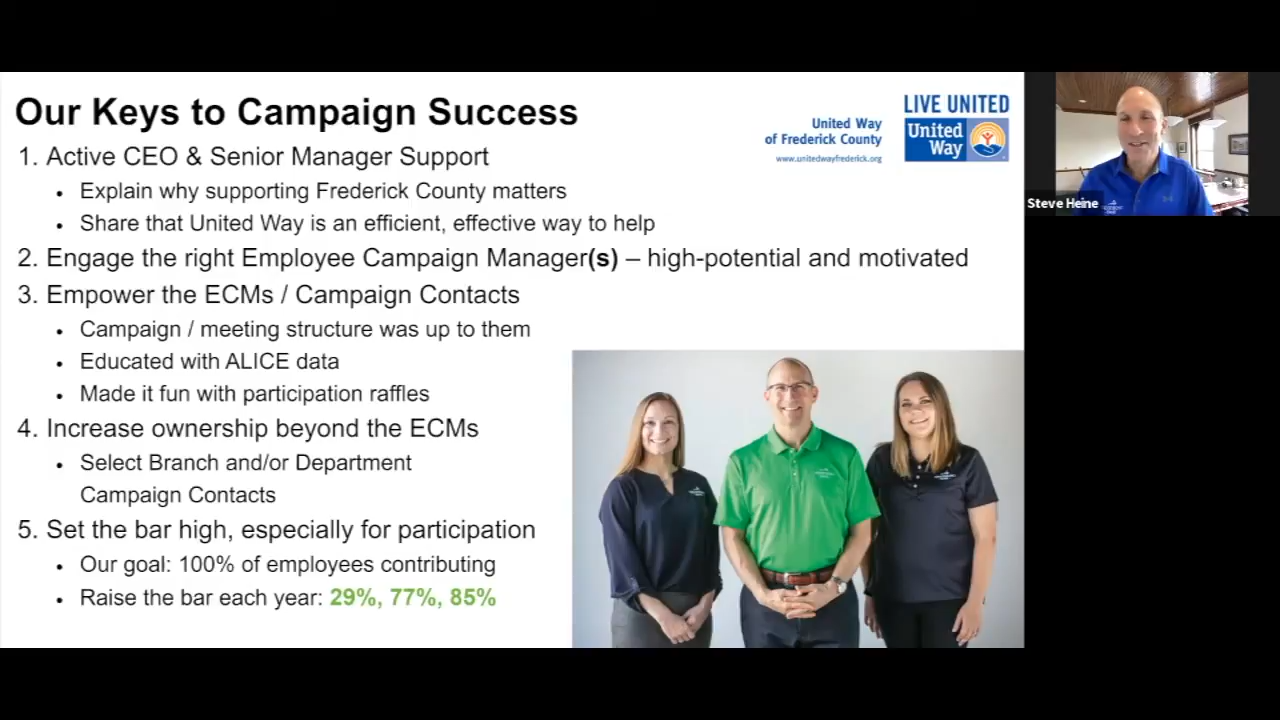 Our Keys to Campaign Success
1. Active CEO & Senior Manager Support
• Explain why supporting Frederick County matters
• Share that United Way is an efficient, effective way to help
2. Engage the right Employee Campaign Manager(s) – high-potential and motivated
3. Empower the ECMs / Campaign Contacts
• Campaign / meeting structure was up to them
• Educated with ALICE data
• Made it fun with participation raffles
4. Increase ownership beyond the ECMs
• Select Branch and/or Department
Campaign Contacts
5. Set the bar high, especially for participation
• Our goal: 100% of employees contributing
• Raise the bar each year: 29%, 77%, 85%
United Way
of Frederick County
www.unitedwayfrederick.org
LIVE UNITED
United
Way
Steve Heine